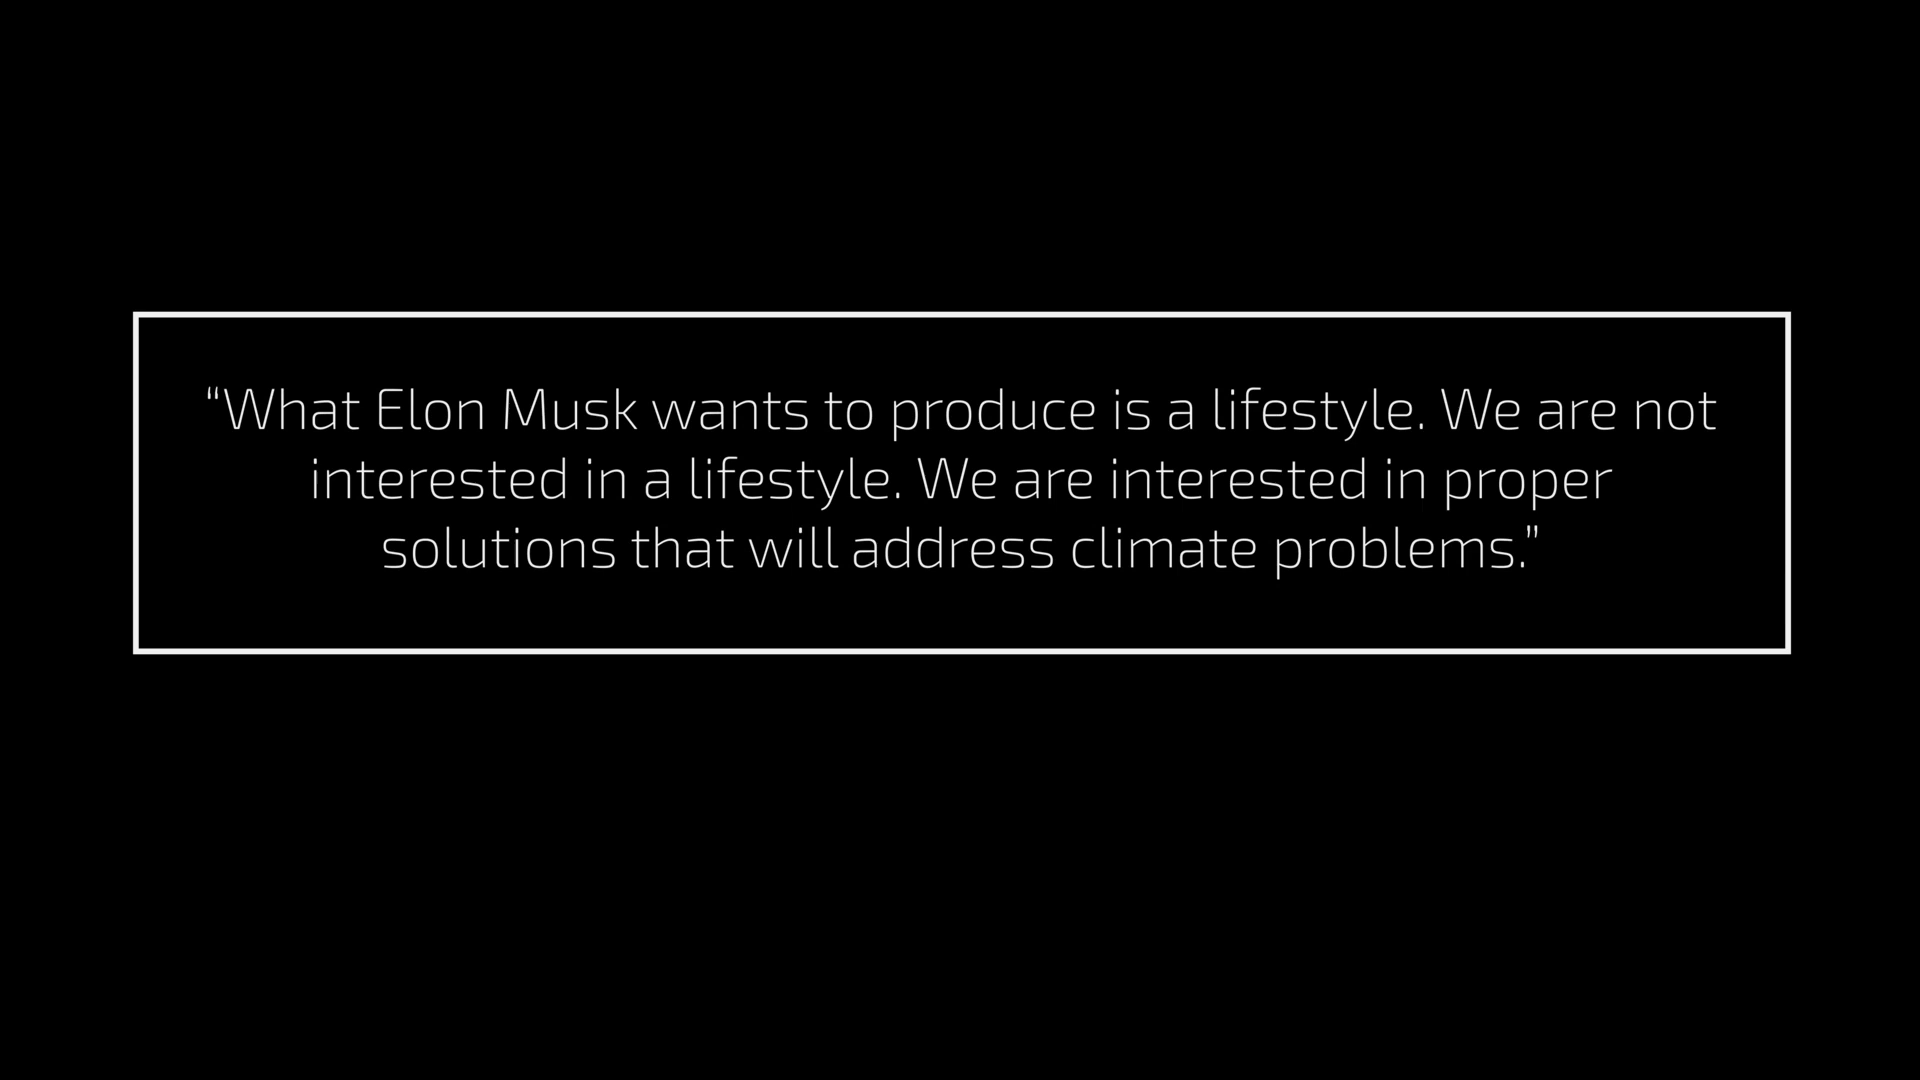 “What Elon Musk wants to produce is a lifestyle. We are not
interested in a lifestyle. We are interested in proper
solutions that will address climate problems.”